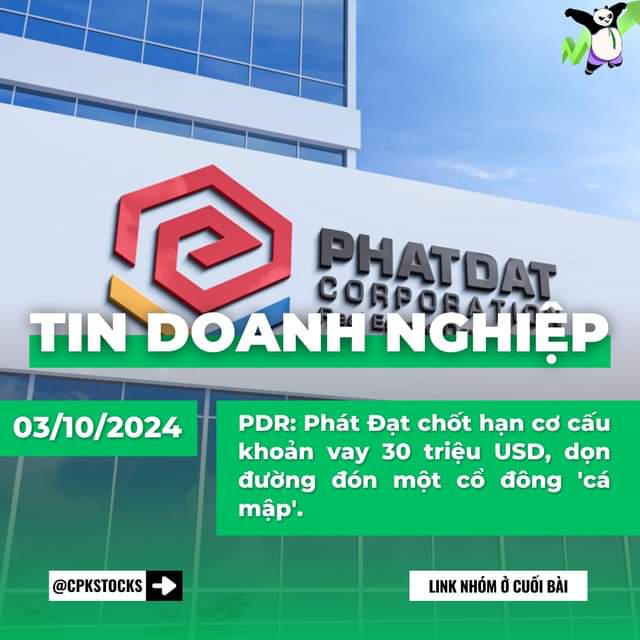 PHATDAT
CORPORATION
TIN DOANH NGHIỆP
03/10/2024
PDR: Phát Đạt chốt hạn cơ cấu
khoản vay 30 triệu USD, dọn
đường đón một cổ đông 'cá
mập'.
@CPKSTOCKS
LINK NHÓM Ở CUỐI BÀI